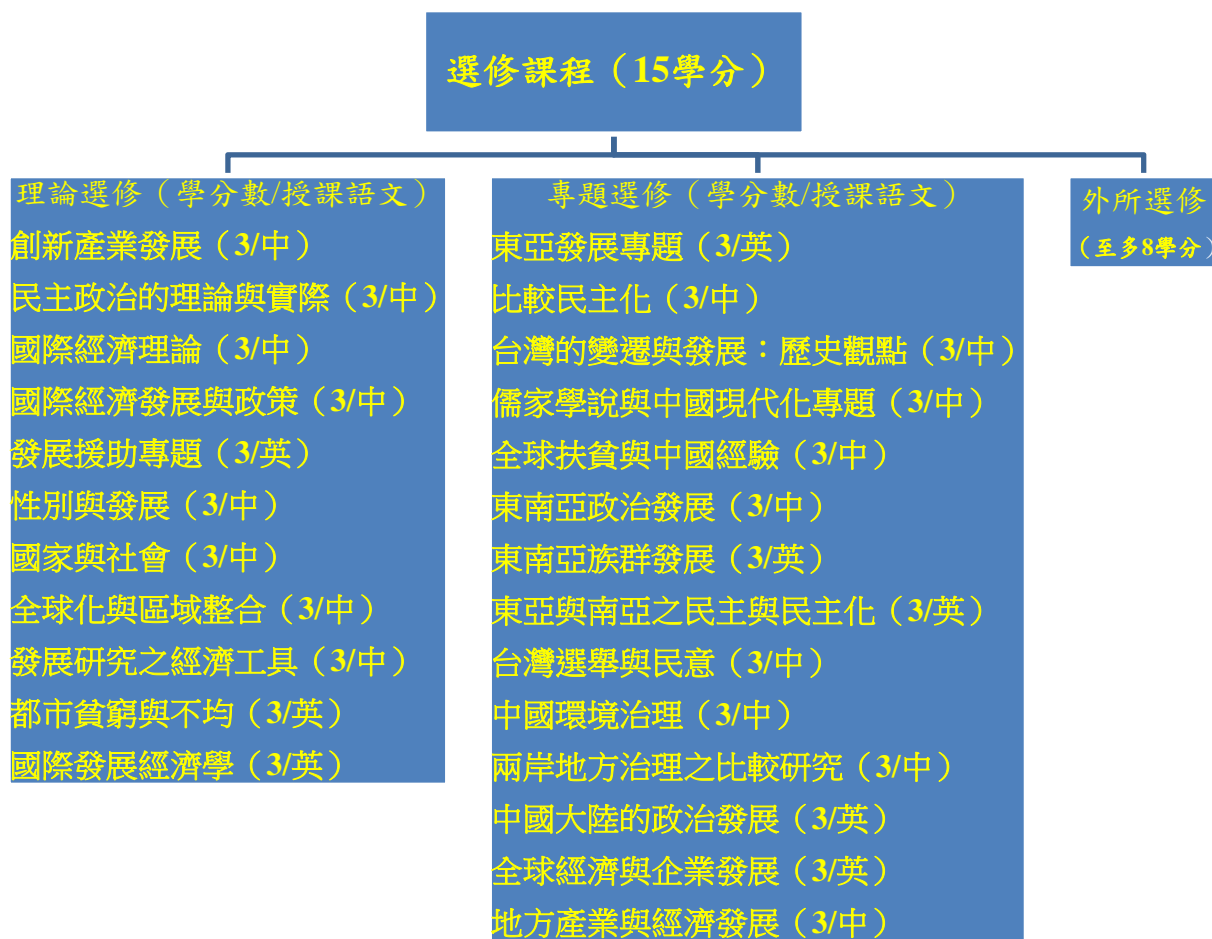 選修課程（15學分）
理論選修（學分數/授課語文）
創新產業發展（3/中）
民主政治的理論與實際（3/中）
國際經濟理論（3/中）
國際經濟發展與政策（3/中）
發展援助專題（3/英）
性別與發展（3/中）
國家與社會（3/中）
全球化與區域整合（3/中）
發展研究之經濟工具（3/中）
都市貧窮與不均（3/英）
國際發展經濟學（3/英）
專題選修（學分數/授課語文）
東亞發展專題（3/英）
比較民主化（3/中）
台灣的變遷與發展：歷史觀點（3/中）
儒家學說與中國現代化專題（3/中）
全球扶貧與中國經驗（3/中）
東南亞政治發展（3/中）
東南亞族群發展（3/英）
東亞與南亞之民主與民主化（3/英）
台灣選舉與民意（3/中）
中國環境治理（3/中）
兩岸地方治理之比較研究（3/中）
中國大陸的政治發展（3/英）
全球經濟與企業發展（3/英）
地方產業與經濟發展（3/中）
外所選修
（至多8學分）